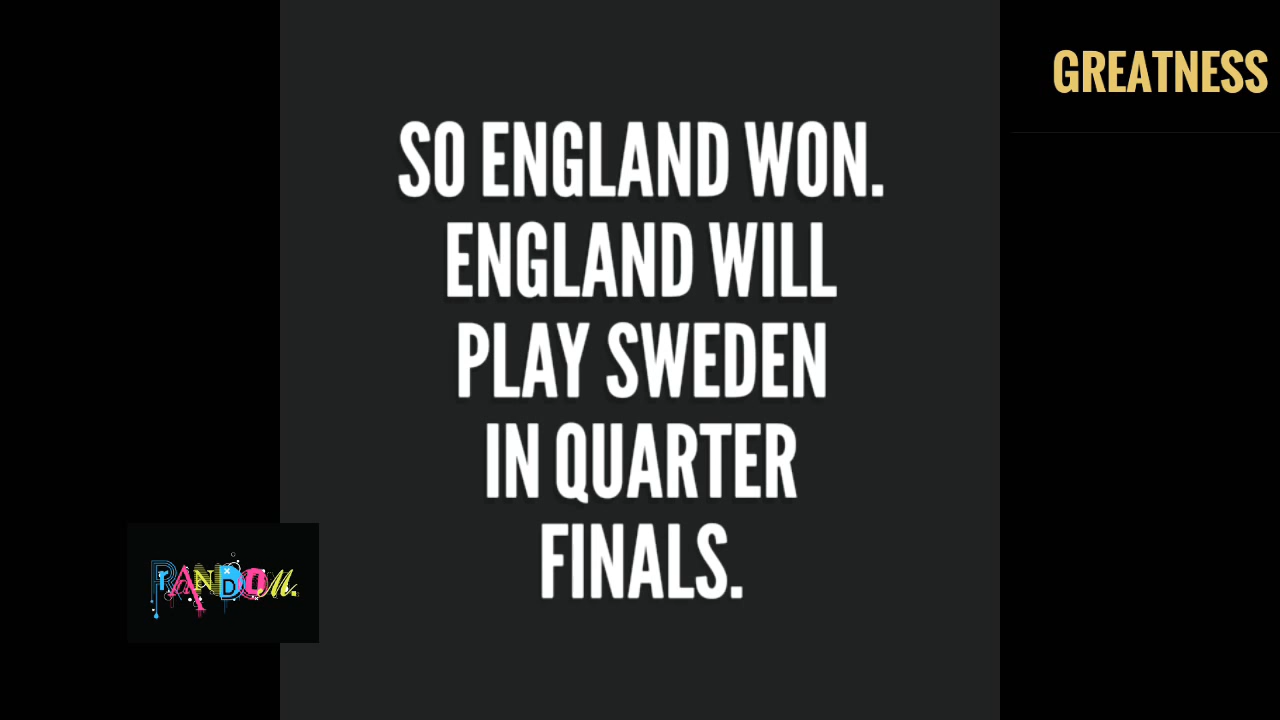 GREATNESS
SO ENGLAND WON.
ENGLAND WILL
PLAY SWEDEN
IN QUARTER
FINALS.
RANDOM.